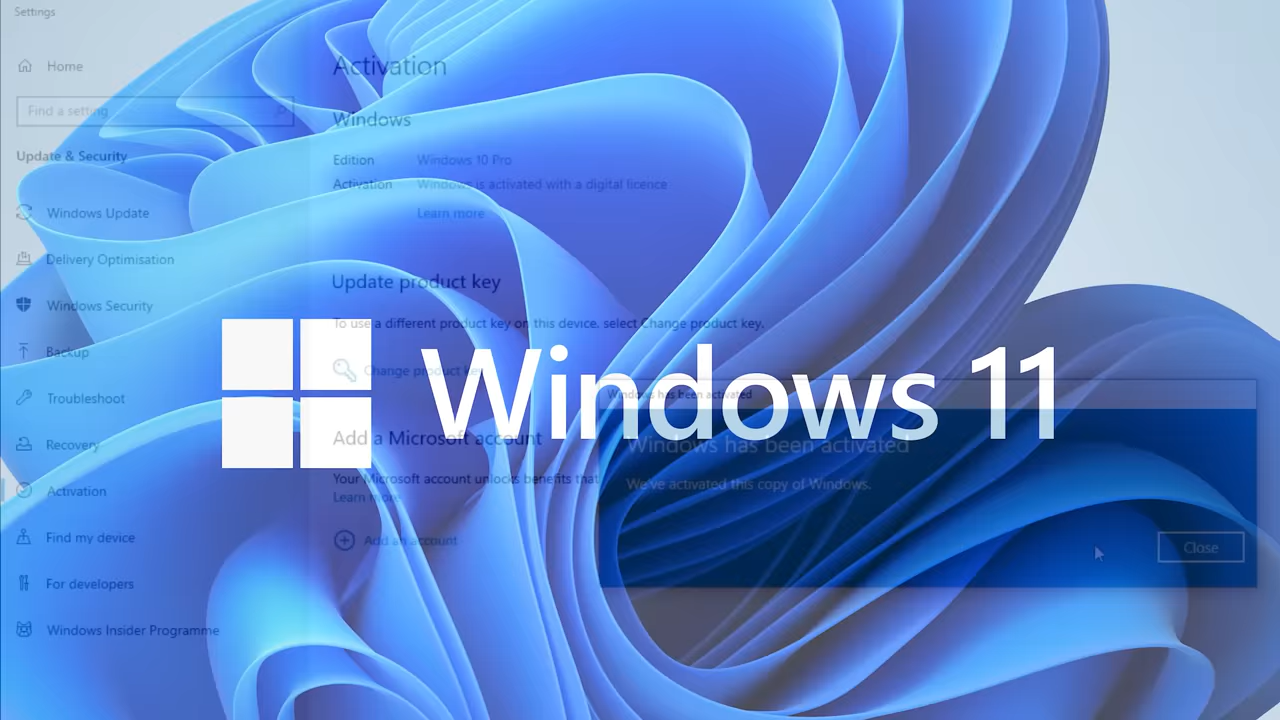 Settings
Home
Find a setting
Update & Security
Windows Update
Delivery Optimisation
Windows Security
Backup
Troubleshoot
Recovery
Activation
Find my device
For developers
Windows Insider Programme
Activation
Windows
Edition Windows 10 Pro
Activation Windows is activated with a digital licence
Learn more
Update product key
To use a different product key on this device, select Change product key.
Change product key
Add a Microsoft account
Your Microsoft account unlocks benefits that
Learn more
Add an account
Windows 11
Windows has been activated
Windows has been activated
We've activated this copy of Windows.
Close